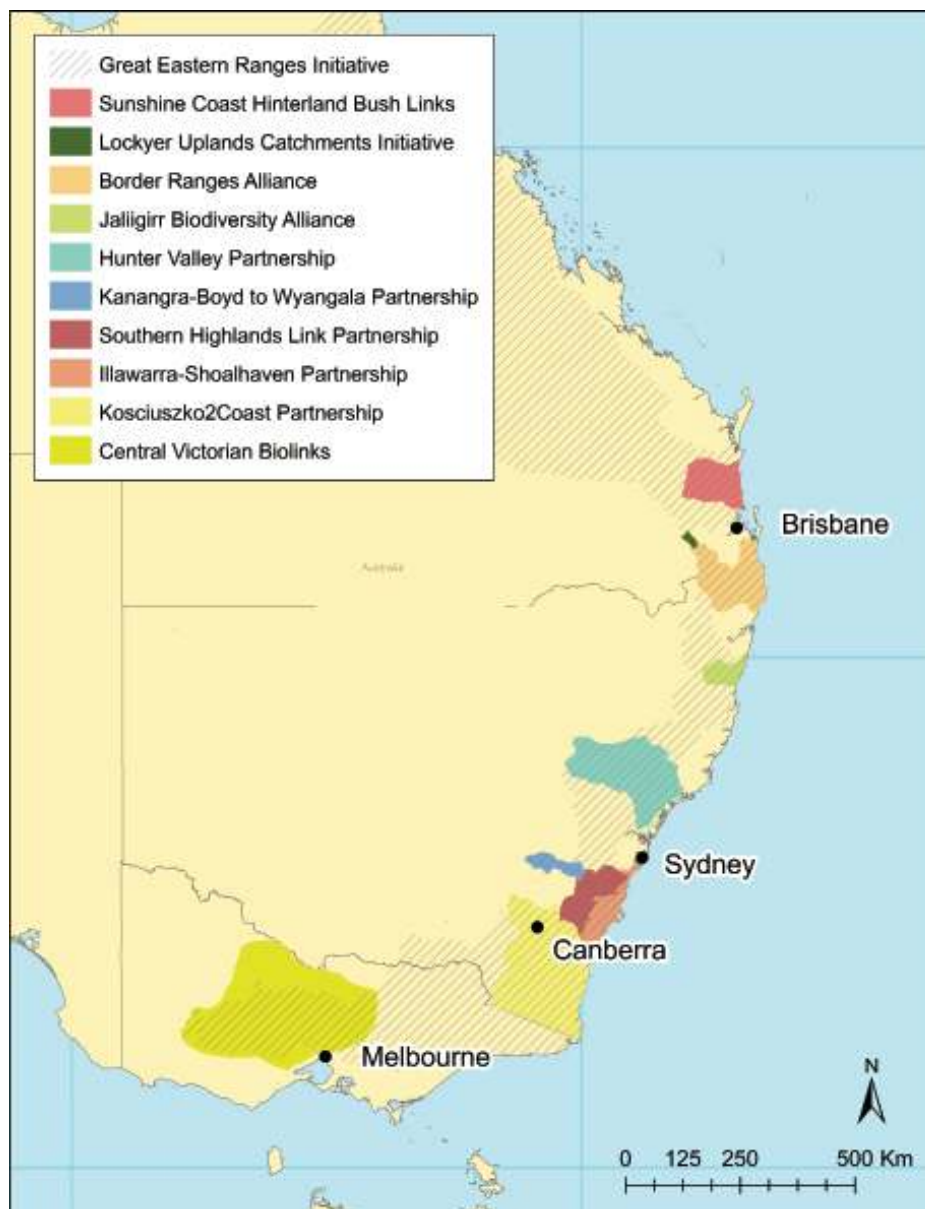 Great Eastern Ranges Initiative
Sunshine Coast Hinterland Bush Links
Lockyer Uplands Catchments Initiative
Border Ranges Alliance
Jaliigirr Biodiversity Alliance
Hunter Valley Partnership
Kanangra-Boyd to Wyangala Partnership
Southern Highlands Link Partnership
Illawarra-Shoalhaven Partnership
Kosciuszko2Coast Partnership
Central Victorian Biolinks
Brisbane
Australia
Sydney
Canberra
Melbourne
N
0 125 250 500 Km